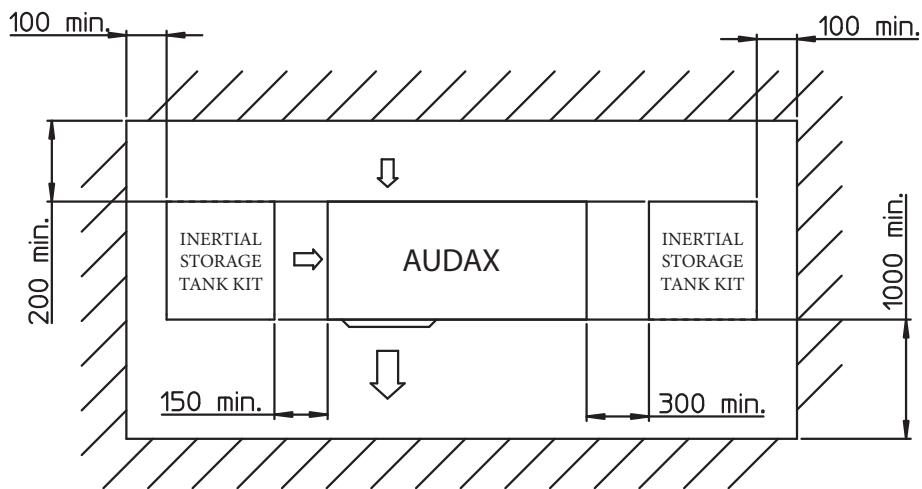 100 min.
100 min.
200 min.
INERTIAL
STORAGE
TANK KIT
AUDAX
INERTIAL
STORAGE
TANK KIT
1000 min.
150 min.
300 min.